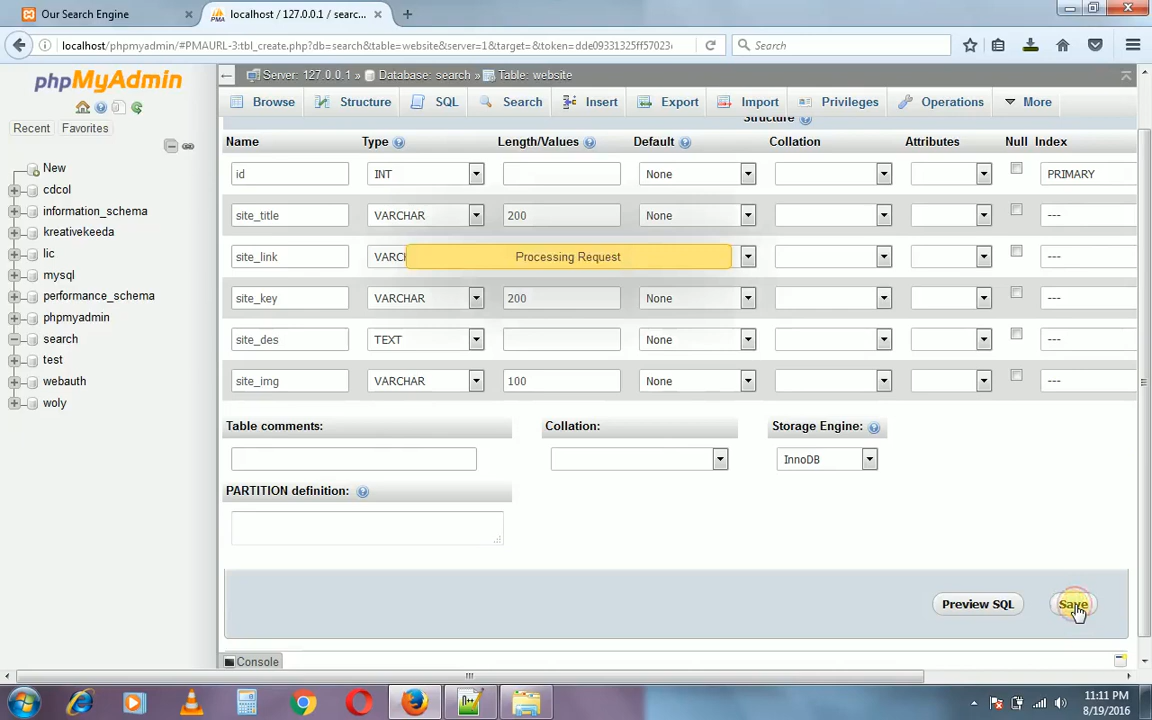 Our Search Engine
localhost / 127.0.0.1 / searc...
localhost/phpmyadmin/#PMAURL-3:tbl_create.php?db=search&table=website&server=1&target=&token=dde09331325ff57023
Search
phpMyAdmin
Recent Favorites
New
cdcol
information_schema
kreativekeeda
lic
mysql
performance_schema
phpmyadmin
search
test
webauth
woly
Server: 127.0.0.1 » Database: search » Table: website
Browse Structure SQL Search Insert Export Import Privileges Operations More
Structure
Name Type Length/Values Default Collation Attributes Null Index
id INT None PRIMARY
site_title VARCHAR 200 None ---
site_link VARCH ---
Processing Request
site_key VARCHAR 200 None ---
site_des TEXT None ---
site_img VARCHAR 100 None ---
Table comments: Collation: Storage Engine:
InnoDB
PARTITION definition:
Preview SQL Save
Console
11:11 PM
8/19/2016